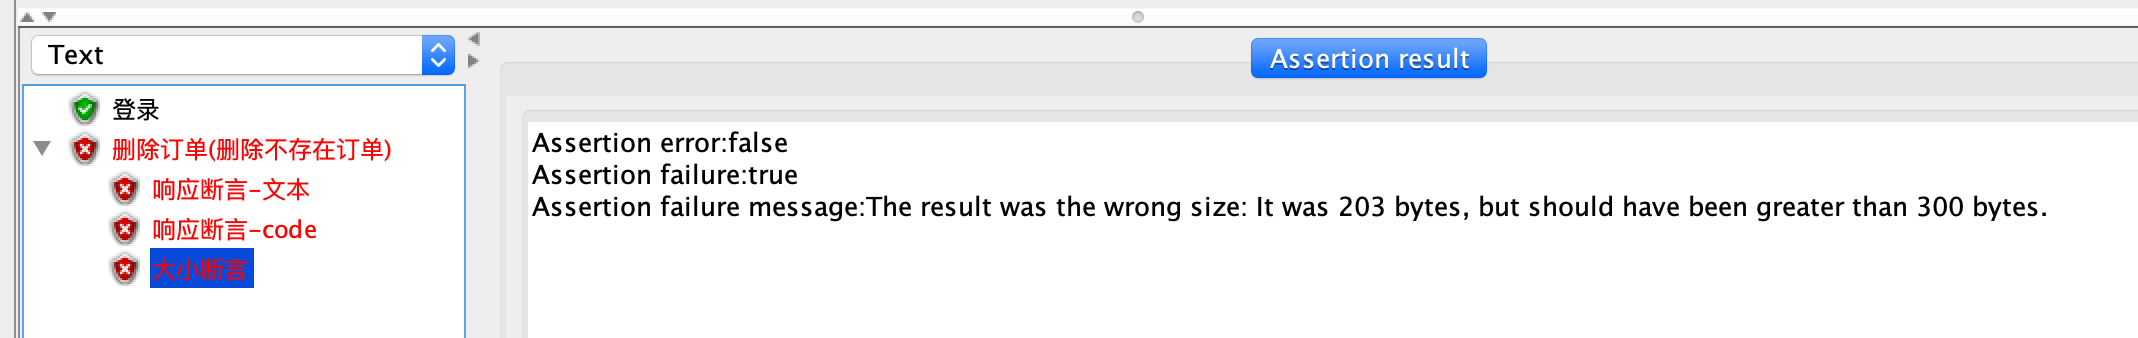 Text
登录
删除订单(删除不存在订单)
响应断言-文本
响应断言-code
大小断言
Assertion result
Assertion error:false
Assertion failure:true
Assertion failure message:The result was the wrong size: It was 203 bytes, but should have been greater than 300 bytes.